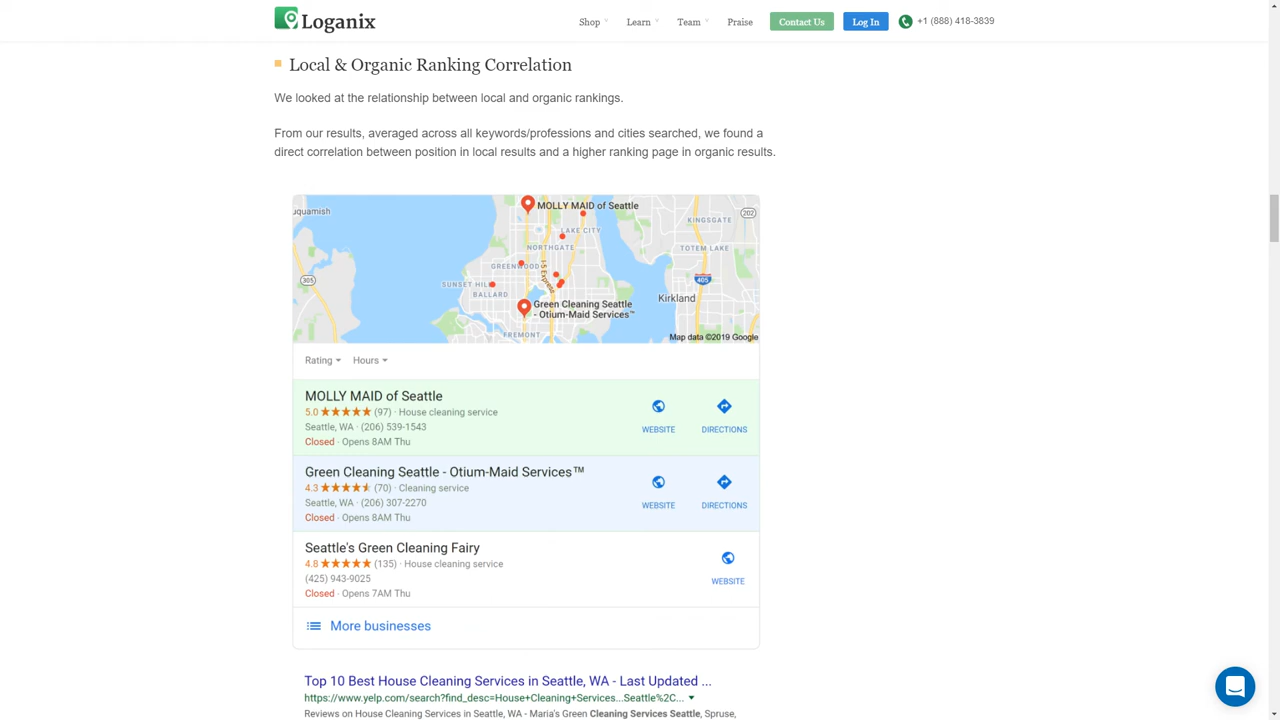 Loganix
Shop Learn Team Praise Contact Us Log In +1 (888) 418-3839
Local & Organic Ranking Correlation
We looked at the relationship between local and organic rankings.
From our results, averaged across all keywords/professions and cities searched, we found a
direct correlation between position in local results and a higher ranking page in organic results.
uquamish
MOLLY MAID of Seattle
202
KINGSGATE
LAKE CITY
NORTHGATE
TOTEM LAKE
GREENWOOD
I-5 Express
305
405
SUNSET HILL
BALLARD
Kirkland
Green Cleaning Seattle
- Otium-Maid Services™
FREMONT
Map data ©2019 Google
Rating Hours
MOLLY MAID of Seattle
5.0 (97) · House cleaning service
Seattle, WA · (206) 539-1543
Closed · Opens 8AM Thu
WEBSITE DIRECTIONS
Green Cleaning Seattle - Otium-Maid Services™
4.3 (70) · Cleaning service
Seattle, WA · (206) 307-2270
Closed · Opens 8AM Thu
WEBSITE DIRECTIONS
Seattle's Green Cleaning Fairy
4.8 (135) · House cleaning service
(425) 943-9025
Closed · Opens 7AM Thu
WEBSITE
More businesses
Top 10 Best House Cleaning Services in Seattle, WA - Last Updated ...
https://www.yelp.com/search?find_desc=House+Cleaning+Services...Seattle%2C...
Reviews on House Cleaning Services in Seattle, WA - Maria's Green Cleaning Services Seattle, Spruse,